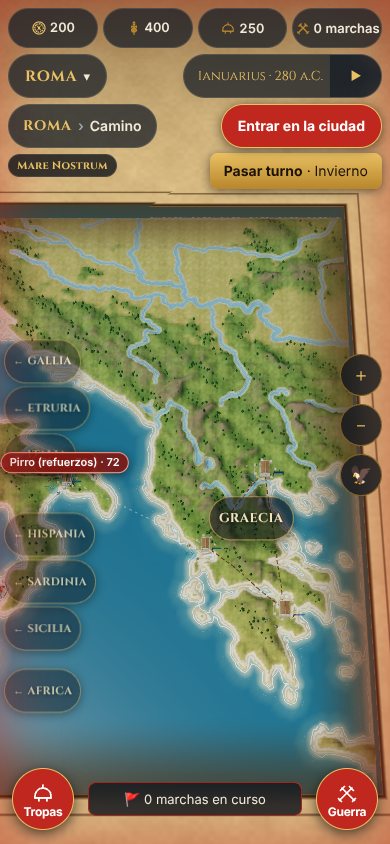 200
400
250
0 marchas
ROMA ▾
IANUARIUS · 280 A.C.
ROMA › Camino
Entrar en la ciudad
MARE NOSTRUM
Pasar turno · Invierno
← GALLIA
← ETRURIA
Pirro (refuerzos) · 72
GRAECIA
← HISPANIA
← SARDINIA
← SICILIA
← AFRICA
+
−
Tropas
0 marchas en curso
Guerra